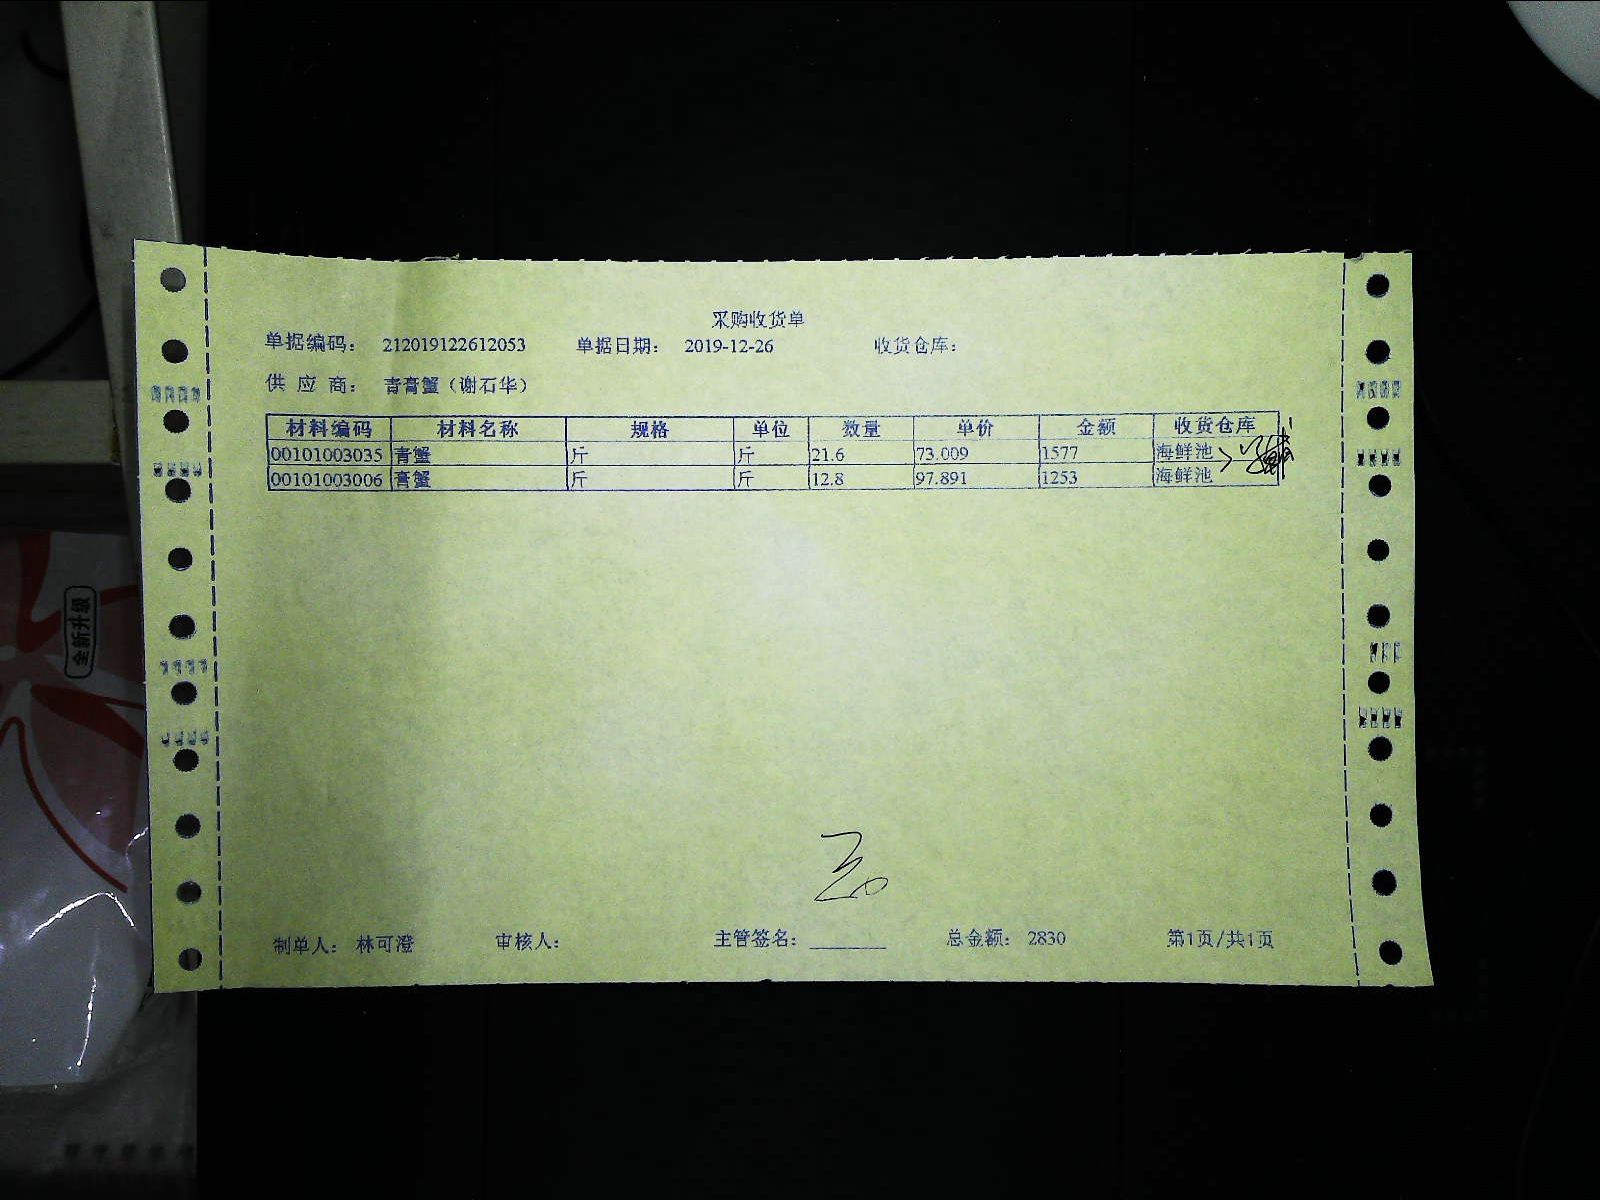 采购收货单
单据编码: 212019122612053 单据日期: 2019-12-26 收货仓库:
供应商: 青膏蟹(谢石华)
材料编码 材料名称 规格 单位 数量 单价 金额 收货仓库
00101003035 青蟹 斤 斤 21.6 73.009 1577 海鲜池
00101003006 膏蟹 斤 斤 12.8 97.891 1253 海鲜池
全新升级
制单人: 林可澄 审核人: 主管签名: 总金额: 2830 第1页/共1页